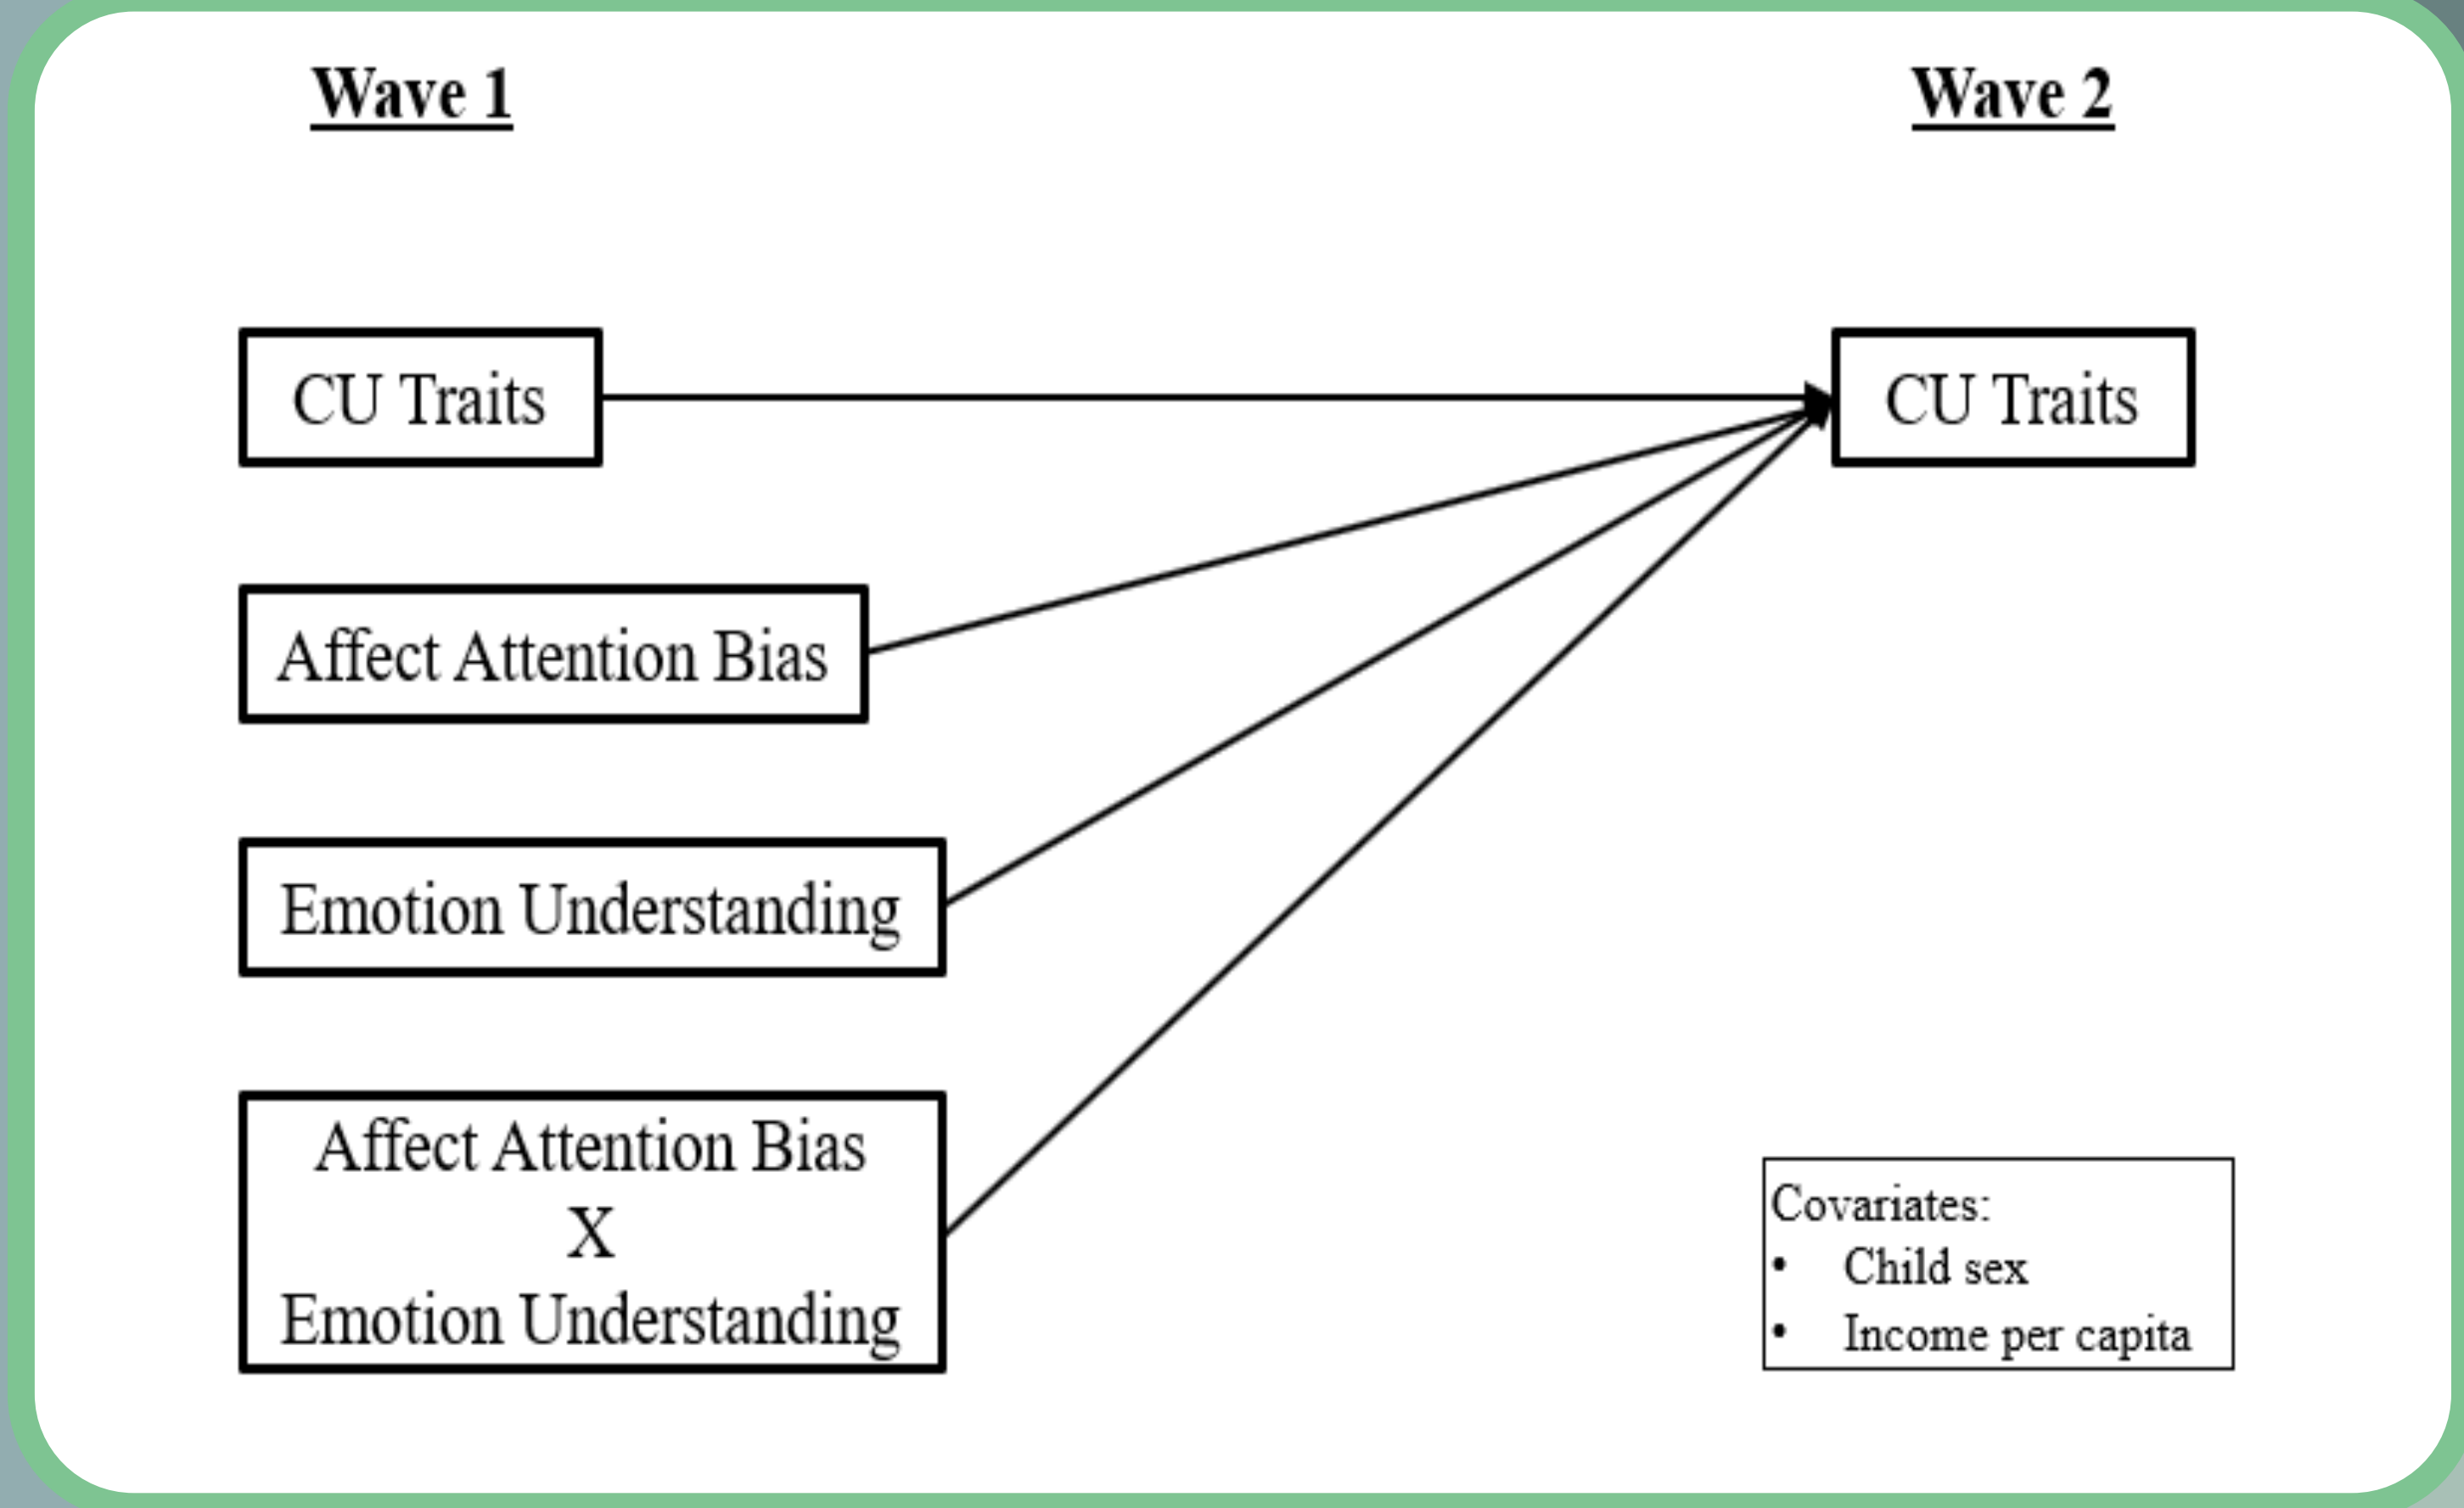 Wave 1
Wave 2
CU Traits
CU Traits
Affect Attention Bias
Emotion Understanding
Affect Attention Bias
X
Emotion Understanding
Covariates:
• Child sex
• Income per capita